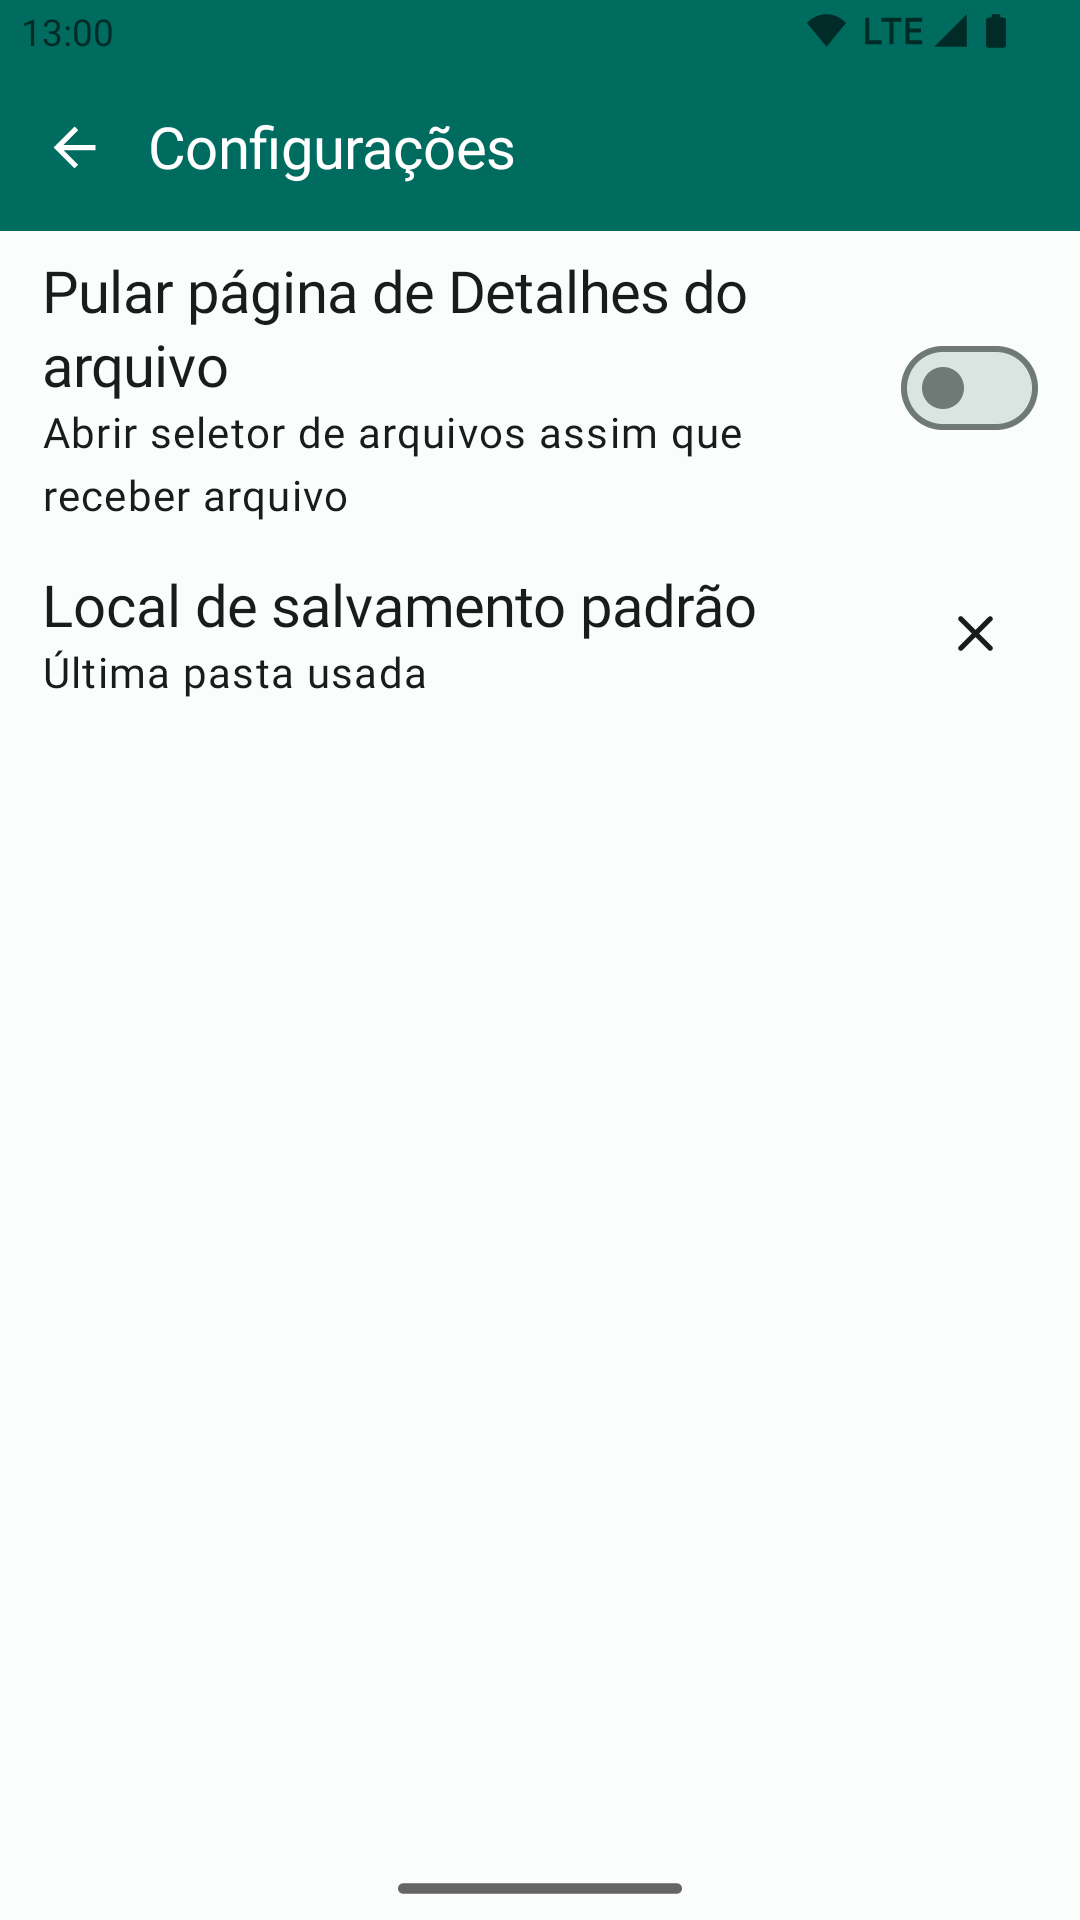 13:00 LTE
Configurações
Pular página de Detalhes do
arquivo
Abrir seletor de arquivos assim que
receber arquivo
Local de salvamento padrão
Última pasta usada